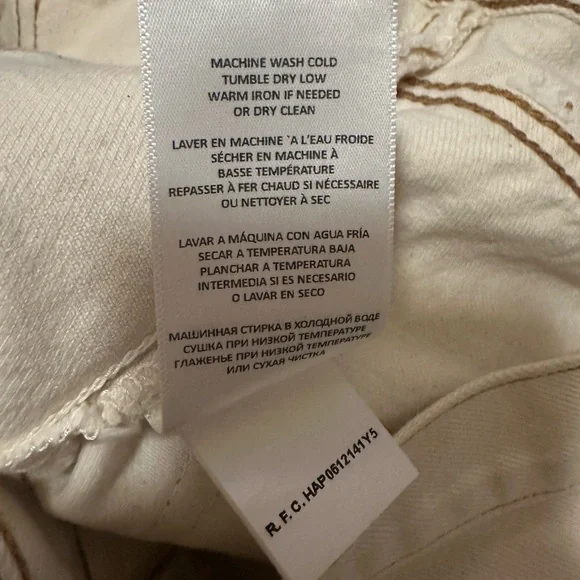 MACHINE WASH COLD
TUMBLE DRY LOW
WARM IRON IF NEEDED
OR DRY CLEAN
LAVER EN MACHINE `A L'EAU FROIDE
SÉCHER EN MACHINE À
BASSE TEMPÉRATURE
REPASSER À FER CHAUD SI NÉCESSAIRE
OU NETTOYER À SEC
LAVAR A MÁQUINA CON AGUA FRÍA
SECAR A TEMPERATURA BAJA
PLANCHAR A TEMPERATURA
INTERMEDIA SI ES NECESARIO
O LAVAR EN SECO
МАШИННАЯ СТИРКА В ХОЛОДНОЙ ВОДЕ
СУШКА ПРИ НИЗКОЙ ТЕМПЕРАТУРЕ
ГЛАЖЕНЬЕ ПРИ НИЗКОЙ ТЕМПЕРАТУРЕ
ИЛИ СУХАЯ ЧИСТКА
R. F. C. HAP0612141Y5